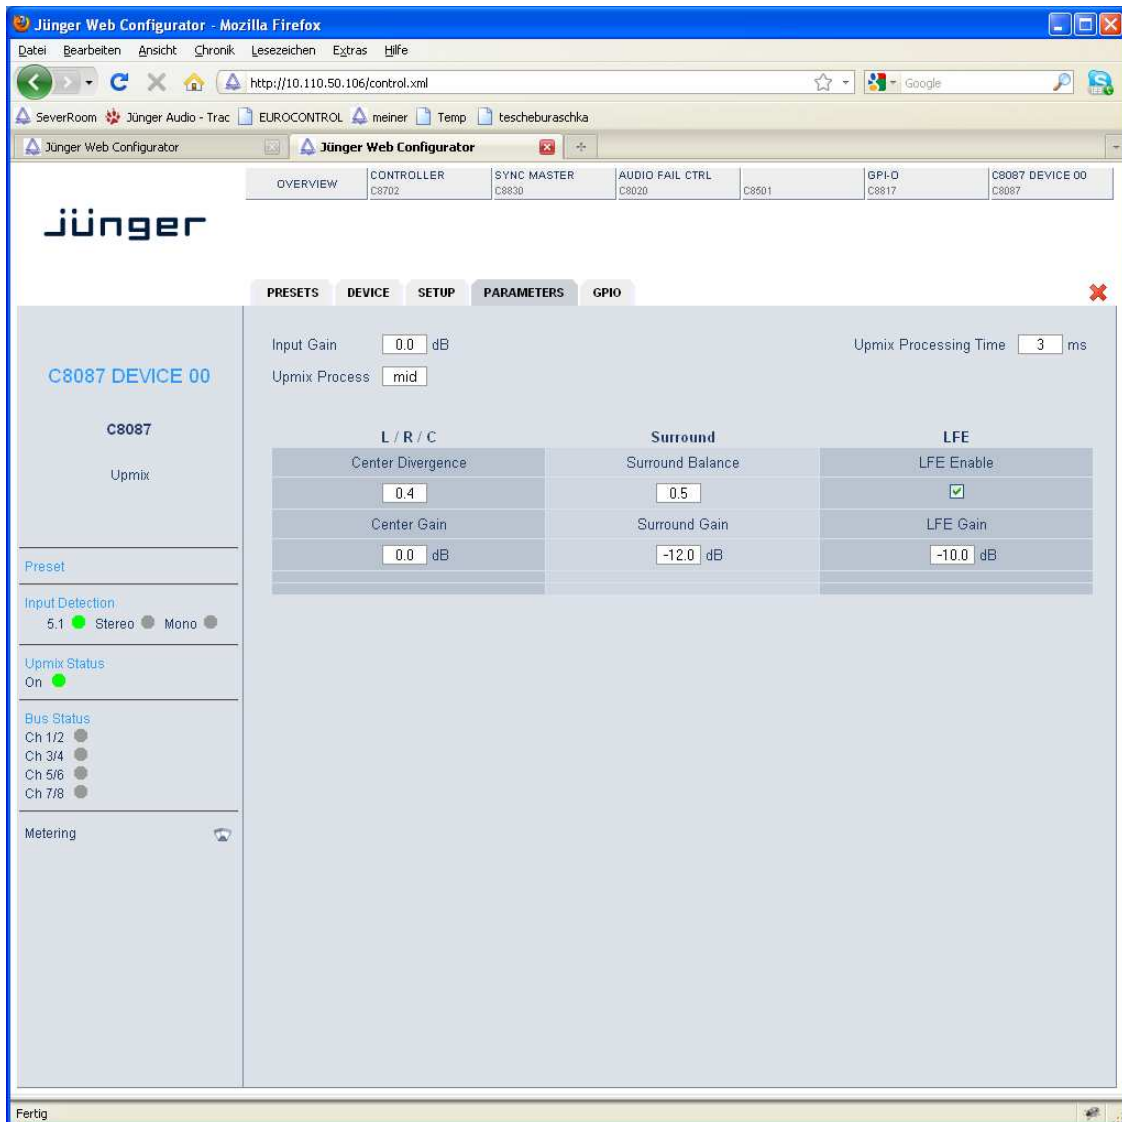 Jünger Web Configurator - Mozilla Firefox
Datei Bearbeiten Ansicht Chronik Lesezeichen Extras Hilfe
http://10.110.50.106/control.xml Google
SeverRoom Jünger Audio - Trac EUROCONTROL meiner Temp tescheburaschka
Jünger Web Configurator Jünger Web Configurator
OVERVIEW CONTROLLER SYNC MASTER AUDIO FAIL CTRL GPI-O C8087 DEVICE 00
C8702 C8830 C8020 C8501 C8817 C8087
jünger
PRESETS DEVICE SETUP PARAMETERS GPIO
Input Gain 0.0 dB Upmix Processing Time 3 ms
Upmix Process mid
C8087 DEVICE 00
C8087
Upmix
L / R / C Surround LFE
Center Divergence Surround Balance LFE Enable
0.4 0.5
Center Gain Surround Gain LFE Gain
0.0 dB -12.0 dB -10.0 dB
Preset
Input Detection
5.1 Stereo Mono
Upmix Status
On
Bus Status
Ch 1/2
Ch 3/4
Ch 5/6
Ch 7/8
Metering
Fertig